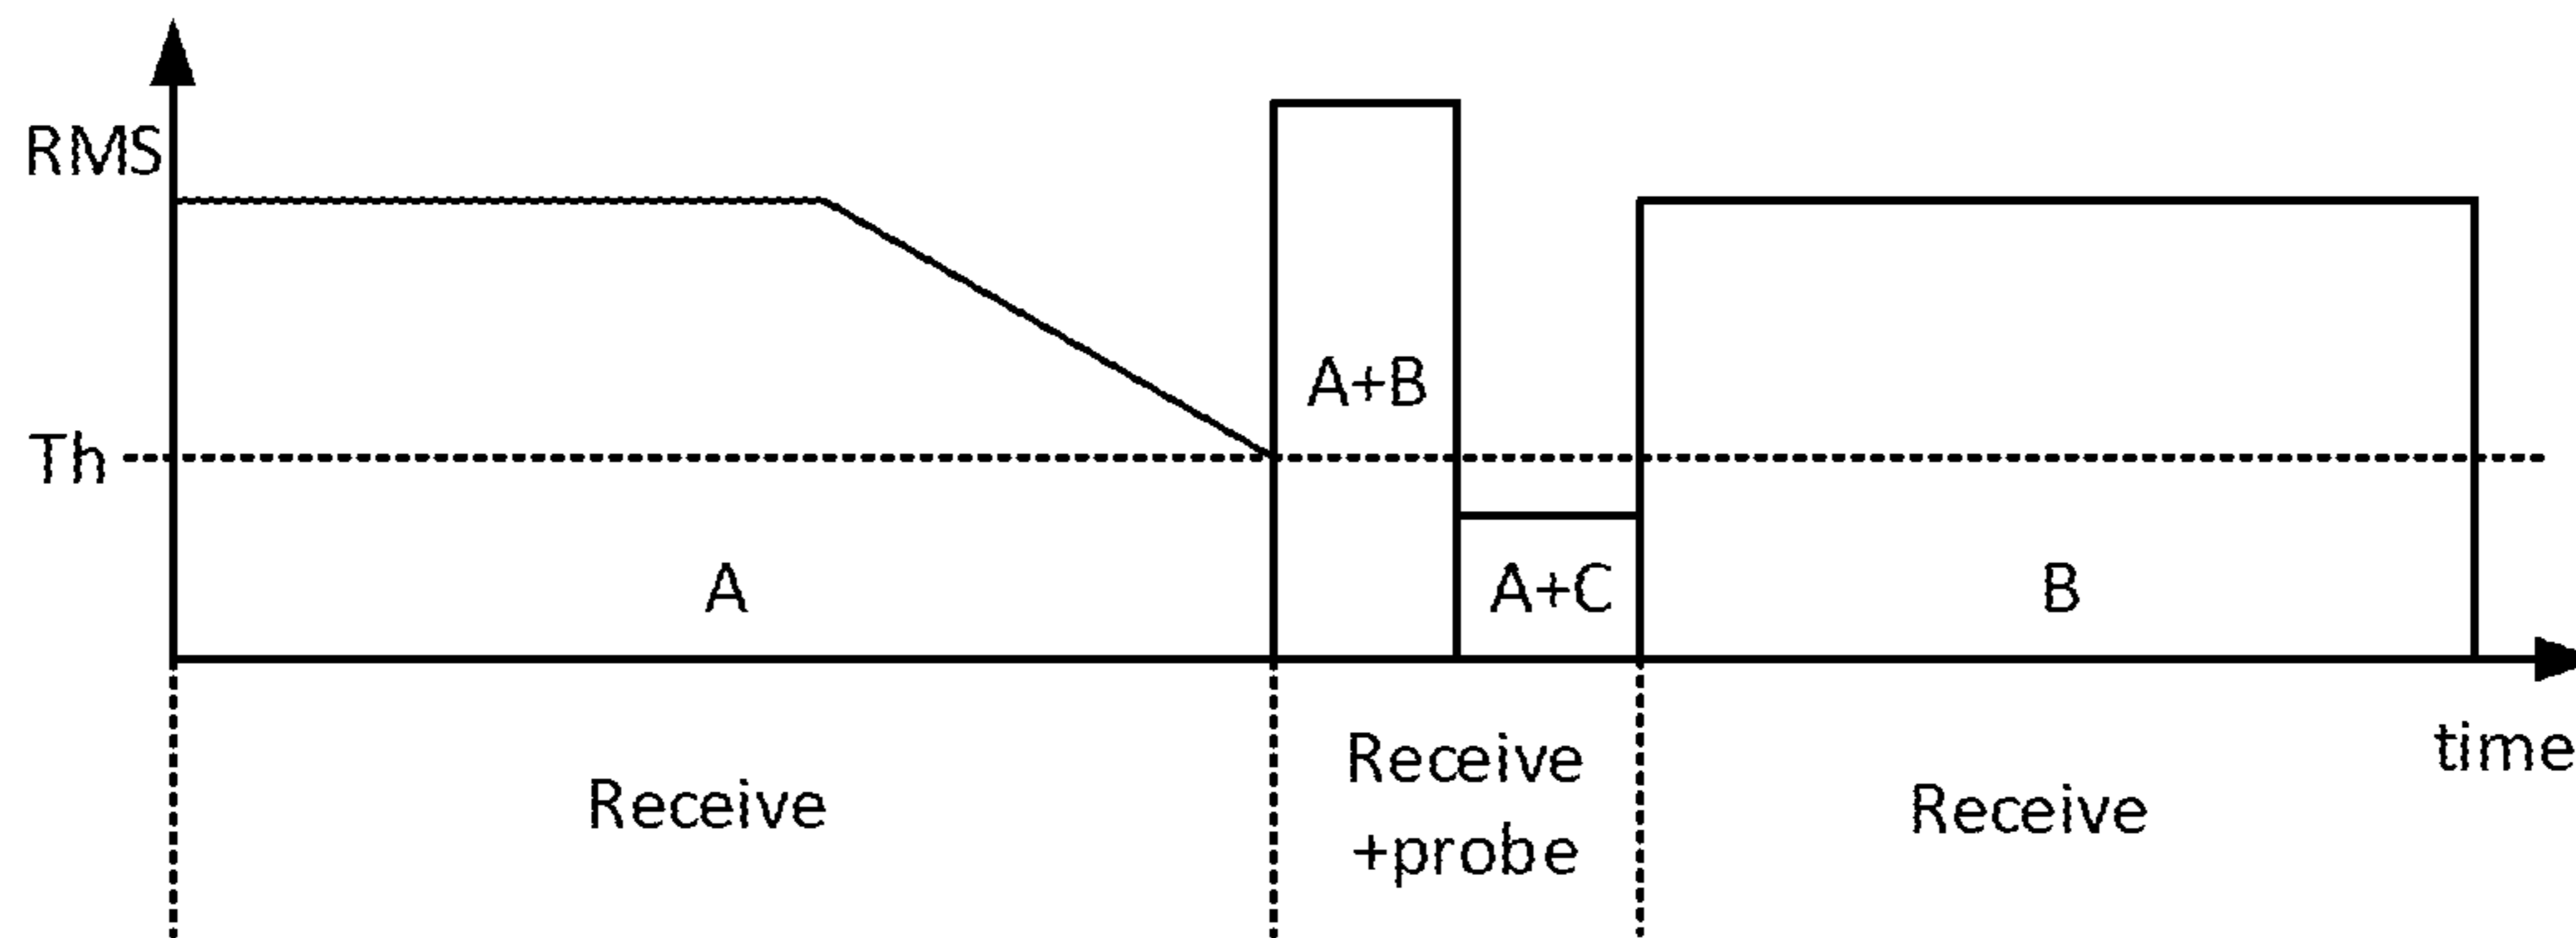 RMS
A+B
Th
A
A+C
B
Receive
Receive
+probe
Receive
time